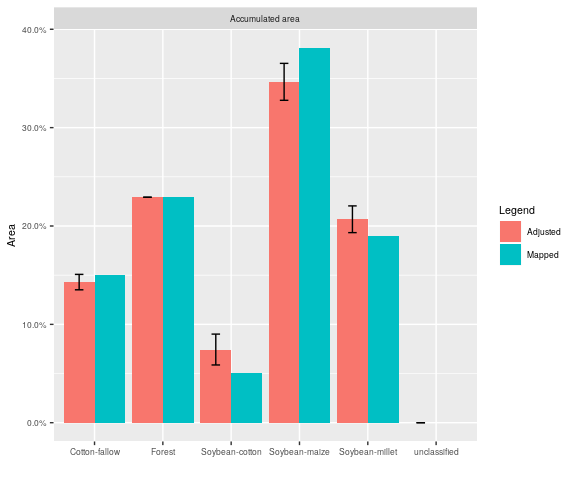 Accumulated area
40.0%
30.0%
20.0%
10.0%
0.0%
Area
Cotton-fallow Forest Soybean-cotton Soybean-maize Soybean-millet unclassified
Legend
Adjusted
Mapped